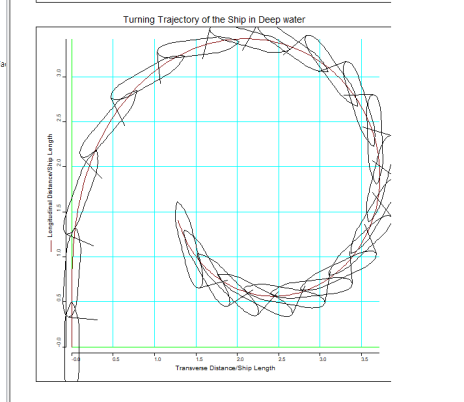 Turning Trajectory of the Ship in Deep water
Longitudinal Distance/Ship Length
3.0
2.5
2.0
1.5
1.0
0.5
-0.0
-0.0 0.5 1.0 1.5 2.0 2.5 3.0 3.5
Transverse Distance/Ship Length